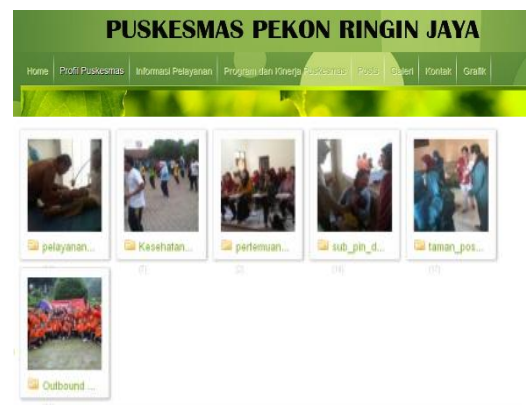 PUSKESMAS PEKON RINGIN JAYA
Home Profil Puskesmas Informasi Pelayanan Program dan Kinerja Puskesmas Posis Galeri Kontak Grafik
pelayanan... Kesehatan... pertemuan... sub_pin_d... taman_pos...
Outbound ...